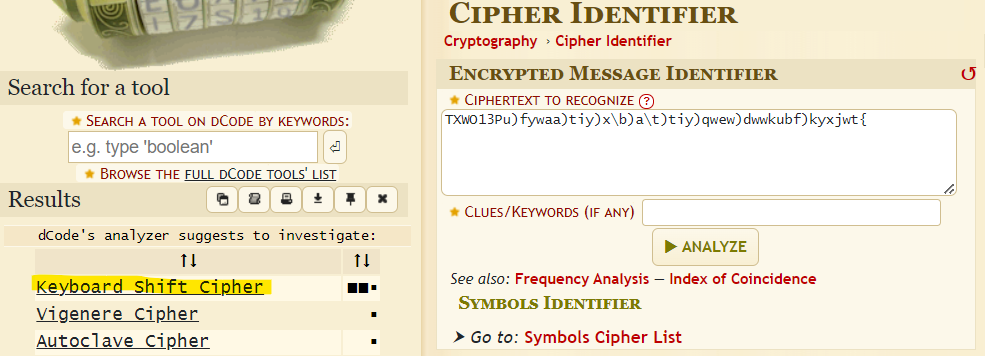 Search for a tool
★ Search a tool on dCode by keywords:
e.g. type 'boolean'
★ Browse the full dCode tools' list
Results
dCode's analyzer suggests to investigate:
↑↓ ↑↓
Keyboard Shift Cipher ■■▪
Vigenere Cipher ▪
Autoclave Cipher ▪
Cipher Identifier
Cryptography › Cipher Identifier
Encrypted Message Identifier
★ Ciphertext to recognize ?
TXWO13Pu)fywaa)tiy)x\b)a\t)tiy)qwew)dwwkubf)kyxjwt{
★ Clues/Keywords (if any)
▶ ANALYZE
See also: Frequency Analysis — Index of Coincidence
Symbols Identifier
➤ Go to: Symbols Cipher List